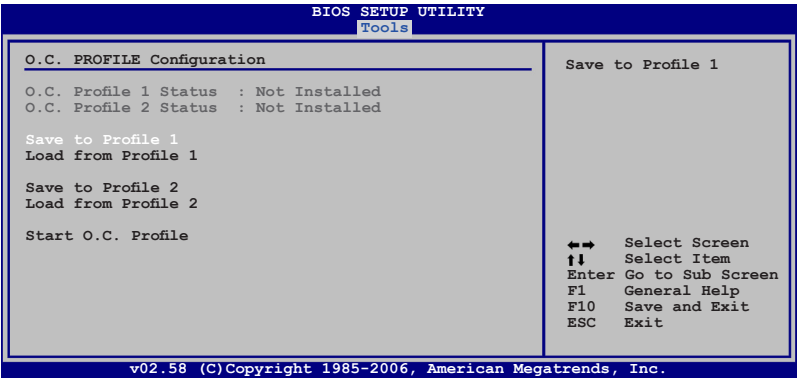 BIOS SETUP UTILITY
Tools
O.C. PROFILE Configuration
O.C. Profile 1 Status : Not Installed
O.C. Profile 2 Status : Not Installed
Save to Profile 1
Load from Profile 1
Save to Profile 2
Load from Profile 2
Start O.C. Profile
Save to Profile 1
←→ Select Screen
↑↓ Select Item
Enter Go to Sub Screen
F1 General Help
F10 Save and Exit
ESC Exit
v02.58 (C)Copyright 1985-2006, American Megatrends, Inc.